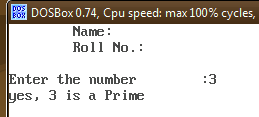 DOSBox 0.74, Cpu speed: max 100% cycles,
Name:
Roll No.:
Enter the number :3
yes, 3 is a Prime